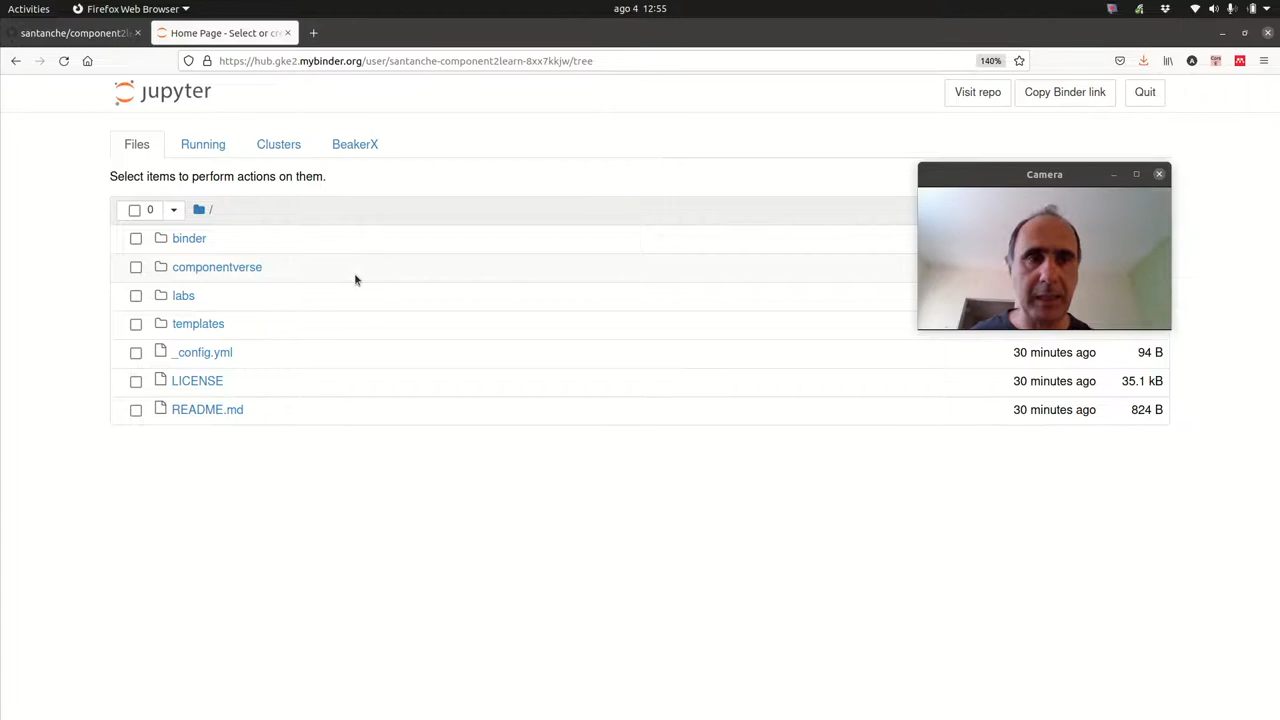 Activities
Firefox Web Browser
ago 4 12:55
santanche/component2l
Home Page - Select or cre
https://hub.gke2.mybinder.org/user/santanche-component2learn-8xx7kkjw/tree
140%
jupyter
Visit repo
Copy Binder link
Quit
Files
Running
Clusters
BeakerX
Select items to perform actions on them.
0
/
Camera
binder
componentverse
labs
templates
_config.yml
30 minutes ago
94 B
LICENSE
30 minutes ago
35.1 kB
README.md
30 minutes ago
824 B